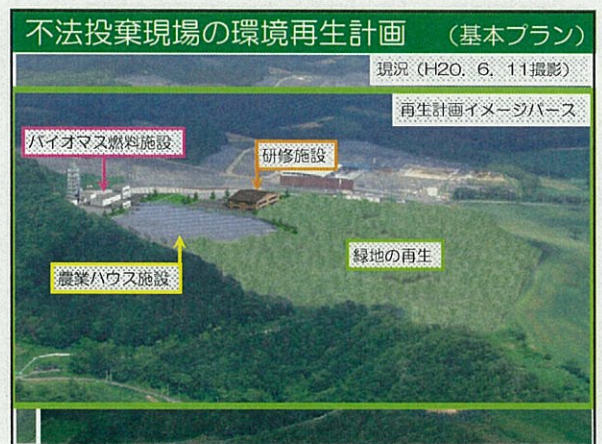 不法投棄現場の環境再生計画 (基本プラン)
現況（H20．6．11撮影）
再生計画イメージパース
バイオマス燃料施設
研修施設
緑地の再生
農業ハウス施設